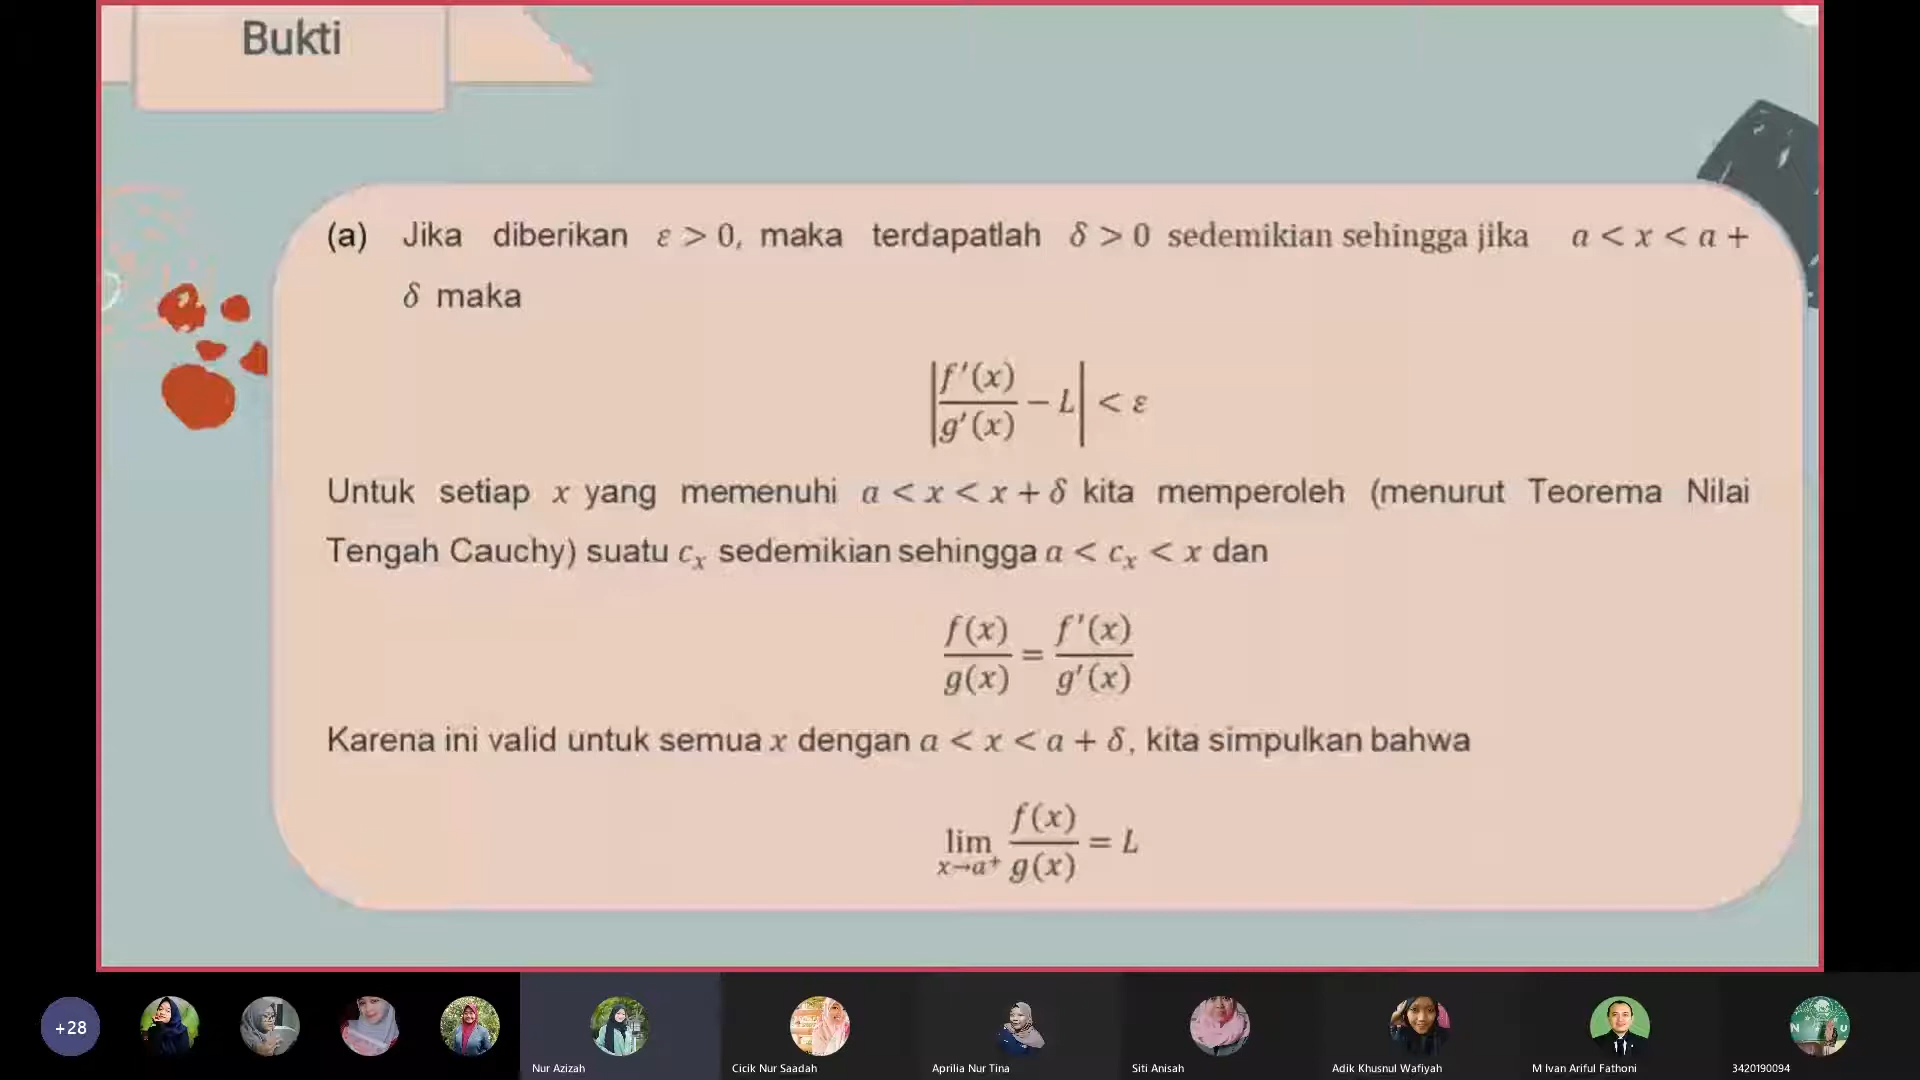 Bukti
(a) Jika diberikan ε > 0, maka terdapatlah δ > 0 sedemikian sehingga jika a < x < a +
δ maka
|f'(x)/g'(x) − L| < ε
Untuk setiap x yang memenuhi a < x < x + δ kita memperoleh (menurut Teorema Nilai
Tengah Cauchy) suatu cₓ sedemikian sehingga a < cₓ < x dan
f(x)/g(x) = f'(x)/g'(x)
Karena ini valid untuk semua x dengan a < x < a + δ, kita simpulkan bahwa
lim x→a⁺ f(x)/g(x) = L
+28
Nur Azizah
Cicik Nur Saadah
Aprilia Nur Tina
Siti Anisah
Adik Khusnul Wafiyah
M Ivan Ariful Fathoni
3420190094
N U